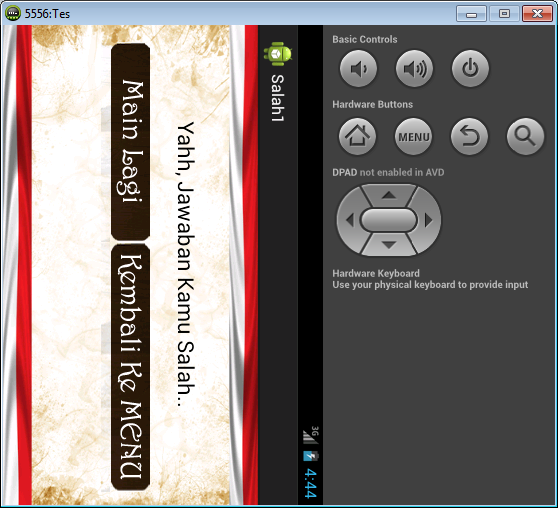 5556:Tes
Salah1
3G
4:44
Yahh, Jawaban Kamu Salah..
Main Lagi
Kembali Ke MENU
Basic Controls
Hardware Buttons
MENU
DPAD not enabled in AVD
Hardware Keyboard
Use your physical keyboard to provide input